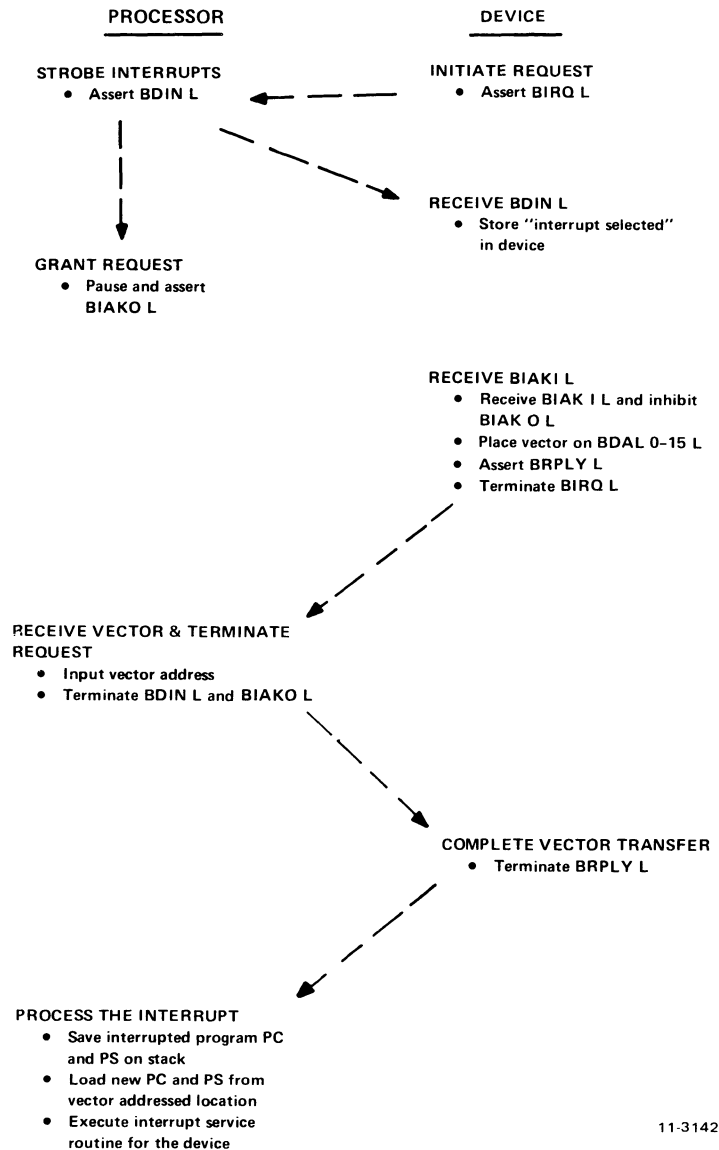 PROCESSOR
DEVICE
STROBE INTERRUPTS
• Assert BDIN L
INITIATE REQUEST
• Assert BIRQ L
RECEIVE BDIN L
• Store "interrupt selected"
in device
GRANT REQUEST
• Pause and assert
BIAKO L
RECEIVE BIAKI L
• Receive BIAK I L and inhibit
BIAK O L
• Place vector on BDAL 0-15 L
• Assert BRPLY L
• Terminate BIRQ L
RECEIVE VECTOR & TERMINATE
REQUEST
• Input vector address
• Terminate BDIN L and BIAKO L
COMPLETE VECTOR TRANSFER
• Terminate BRPLY L
PROCESS THE INTERRUPT
• Save interrupted program PC
and PS on stack
• Load new PC and PS from
vector addressed location
• Execute interrupt service
routine for the device
11-3142